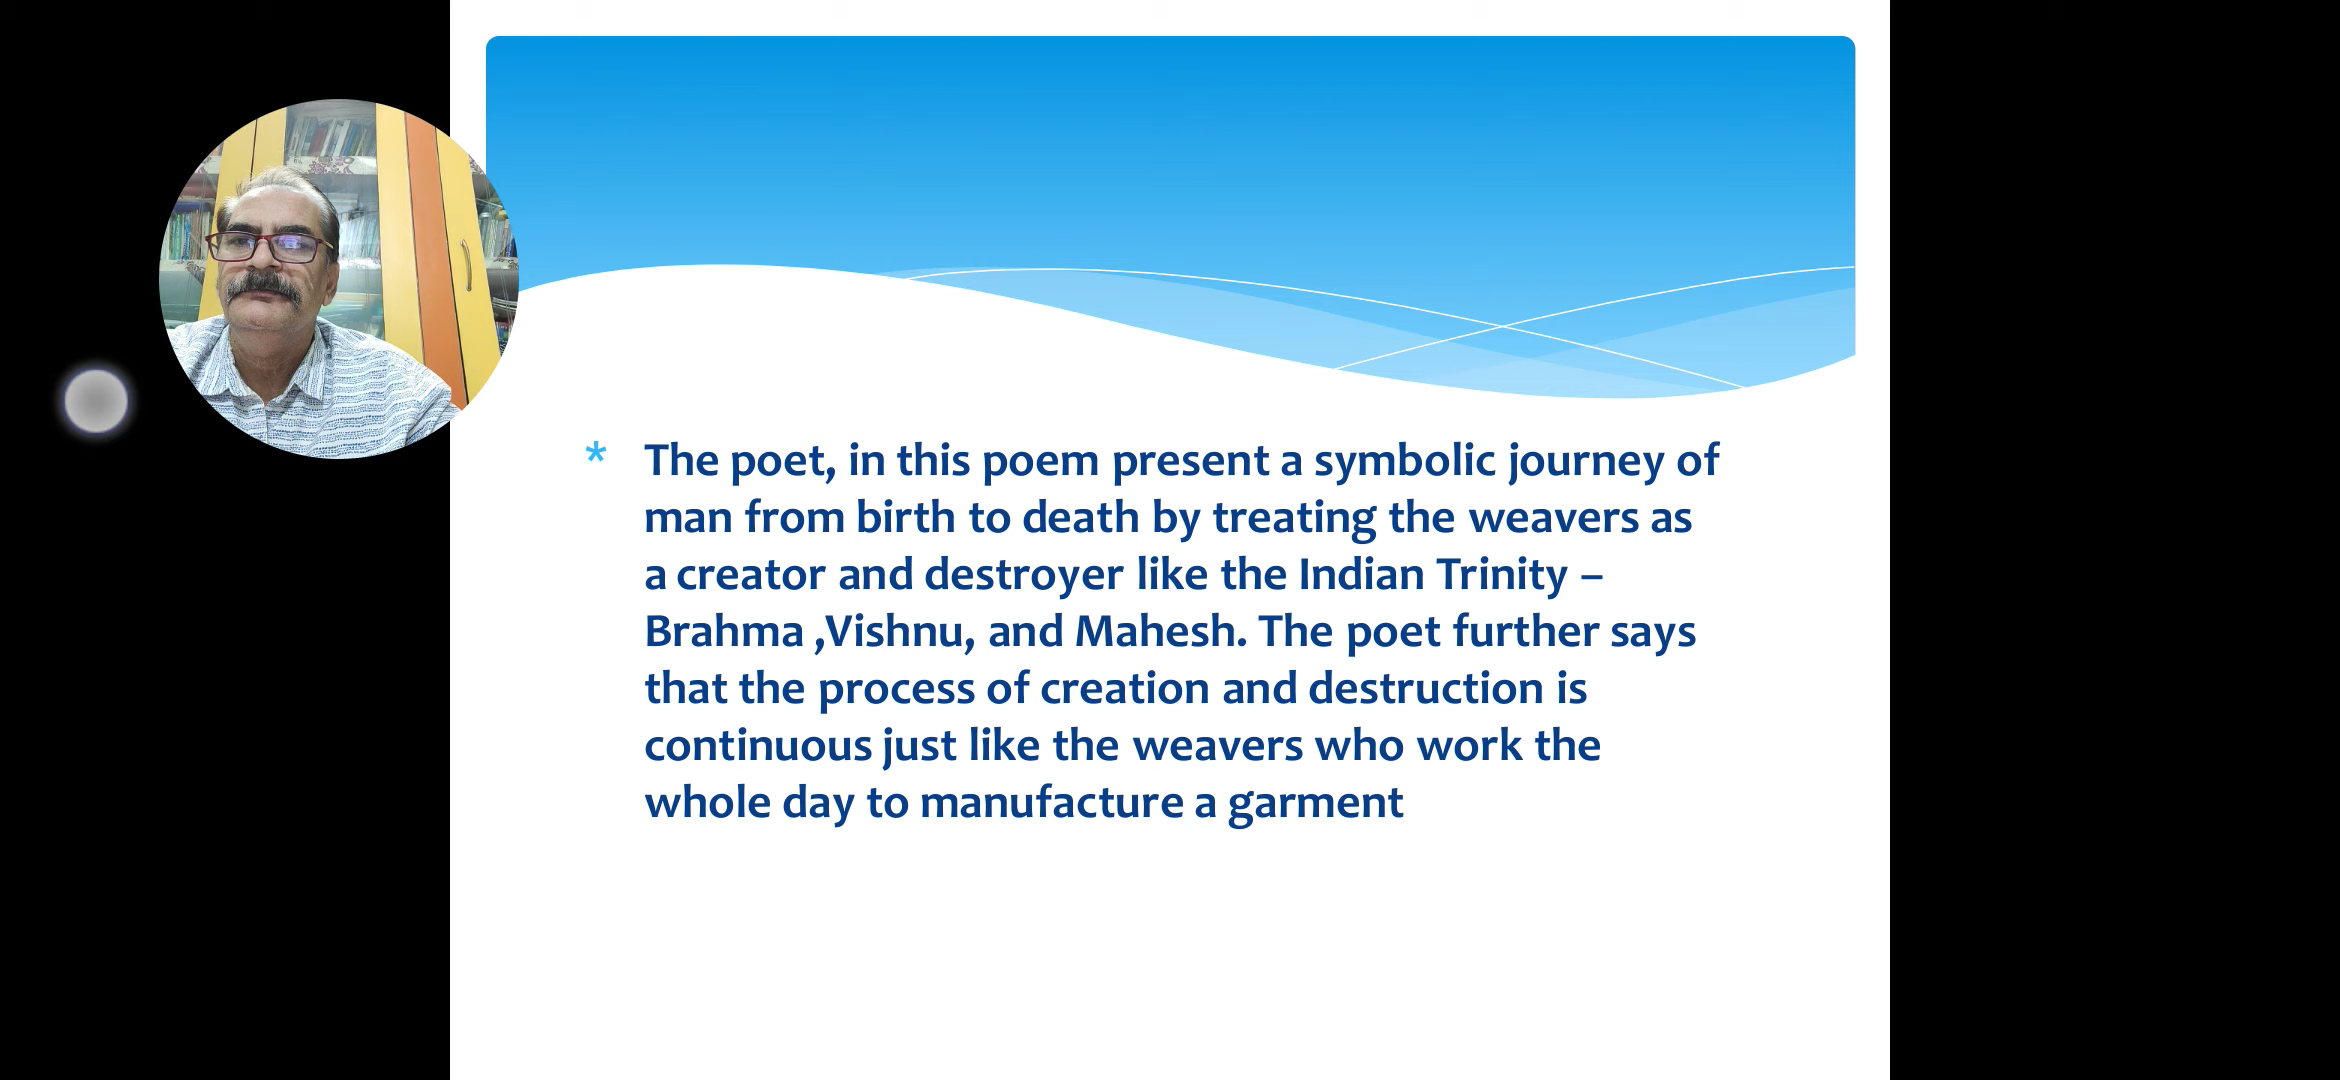 * The poet, in this poem present a symbolic journey of
man from birth to death by treating the weavers as
a creator and destroyer like the Indian Trinity –
Brahma ,Vishnu, and Mahesh. The poet further says
that the process of creation and destruction is
continuous just like the weavers who work the
whole day to manufacture a garment